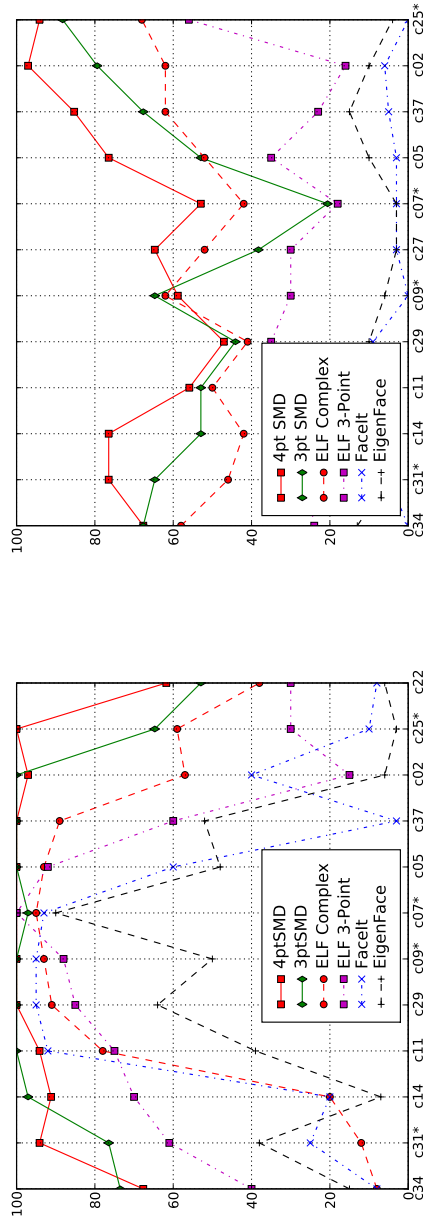 100
80
60
40
20
0
c34
c31*
c14
c11
c29
c09*
c07*
c05
c37
c02
c25*
c22
4ptSMD
3ptSMD
ELF Complex
ELF 3-Point
FaceIt
EigenFace
100
80
60
40
20
0
c34
c31*
c14
c11
c29
c09*
c27
c07*
c05
c37
c02
c25*
4pt SMD
3pt SMD
ELF Complex
ELF 3-Point
FaceIt
EigenFace